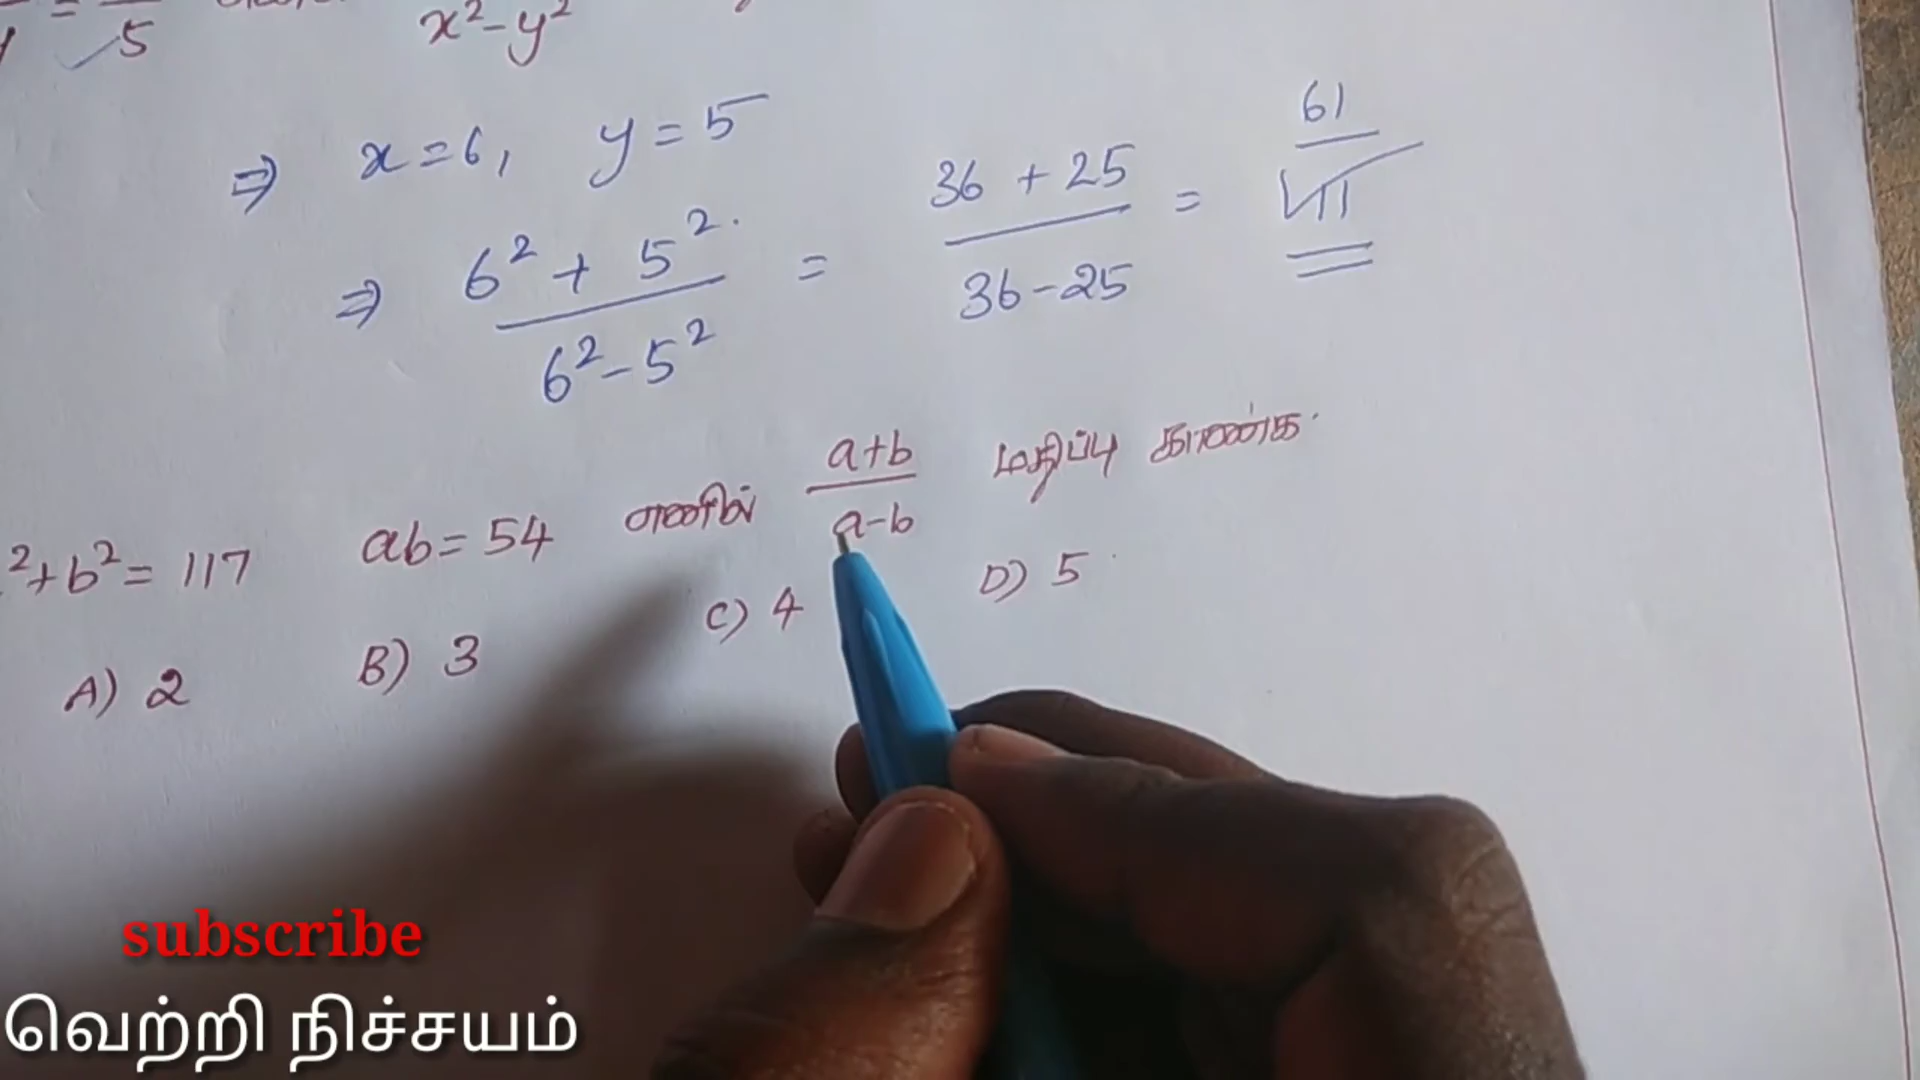 = — 5
x²-y²
⇒ x=6, y=5
⇒ 6²+5² / 6²-5² = 36+25 / 36-25 = 61 / 11
²+b²=117 ab=54 எனில் a+b / a-b மதிப்பு காண்க.
A) 2 B) 3 C) 4 D) 5
subscribe
வெற்றி நிச்சயம்